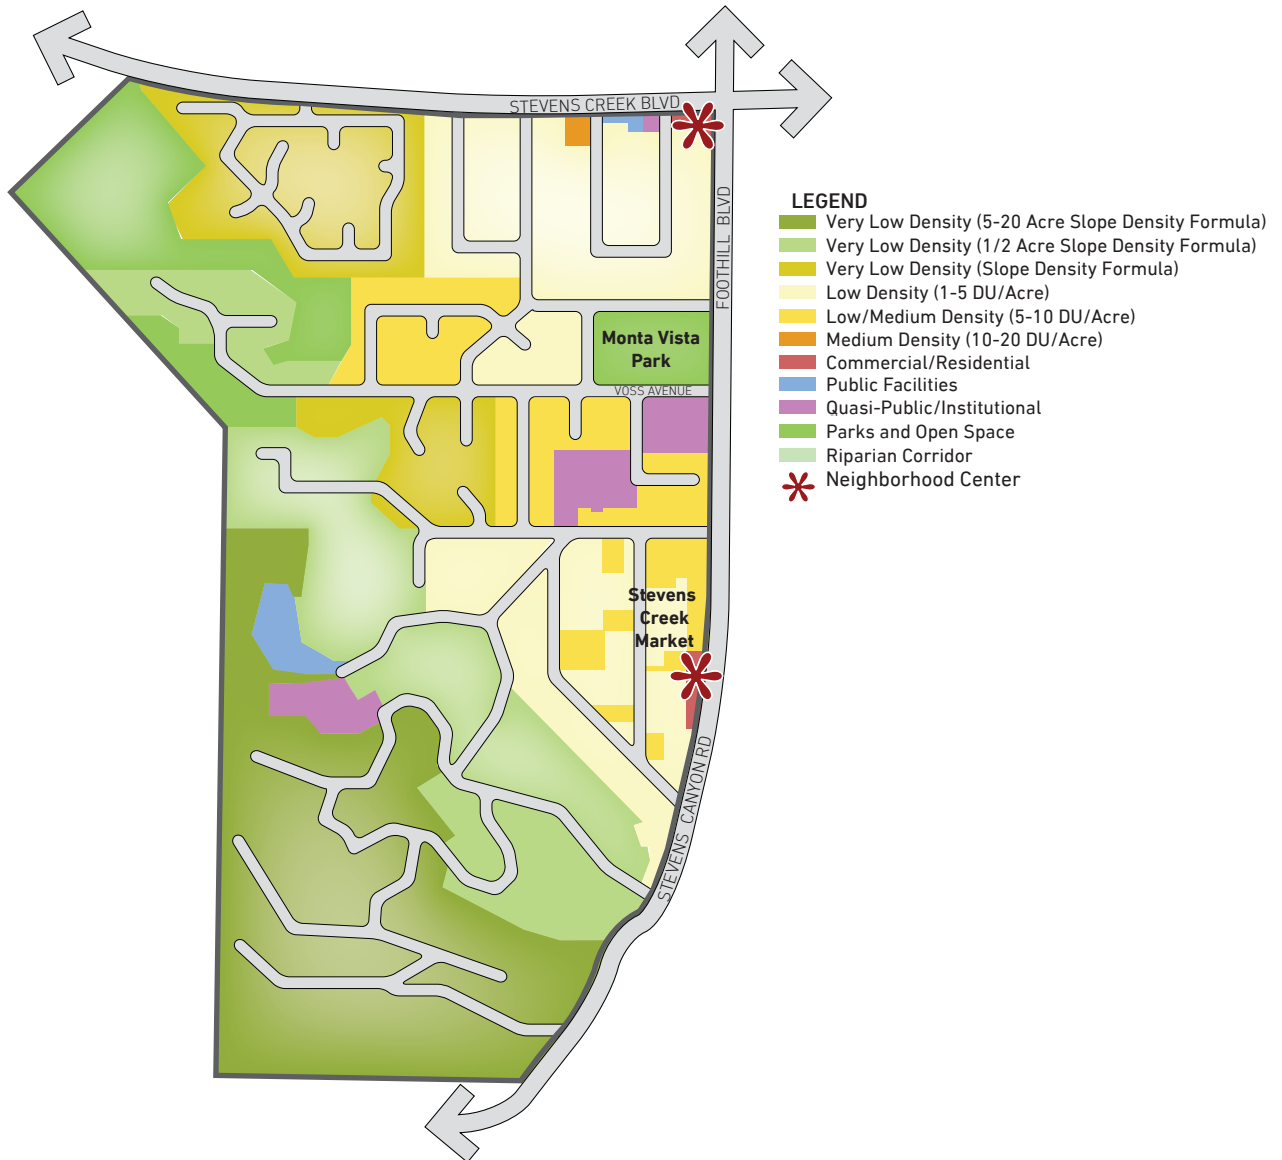 STEVENS CREEK BLVD
FOOTHILL BLVD
LEGEND
Very Low Density (5-20 Acre Slope Density Formula)
Very Low Density (1/2 Acre Slope Density Formula)
Very Low Density (Slope Density Formula)
Low Density (1-5 DU/Acre)
Low/Medium Density (5-10 DU/Acre)
Medium Density (10-20 DU/Acre)
Commercial/Residential
Public Facilities
Quasi-Public/Institutional
Parks and Open Space
Riparian Corridor
Neighborhood Center
Monta Vista
Park
VOSS AVENUE
Stevens
Creek
Market
STEVENS CANYON RD